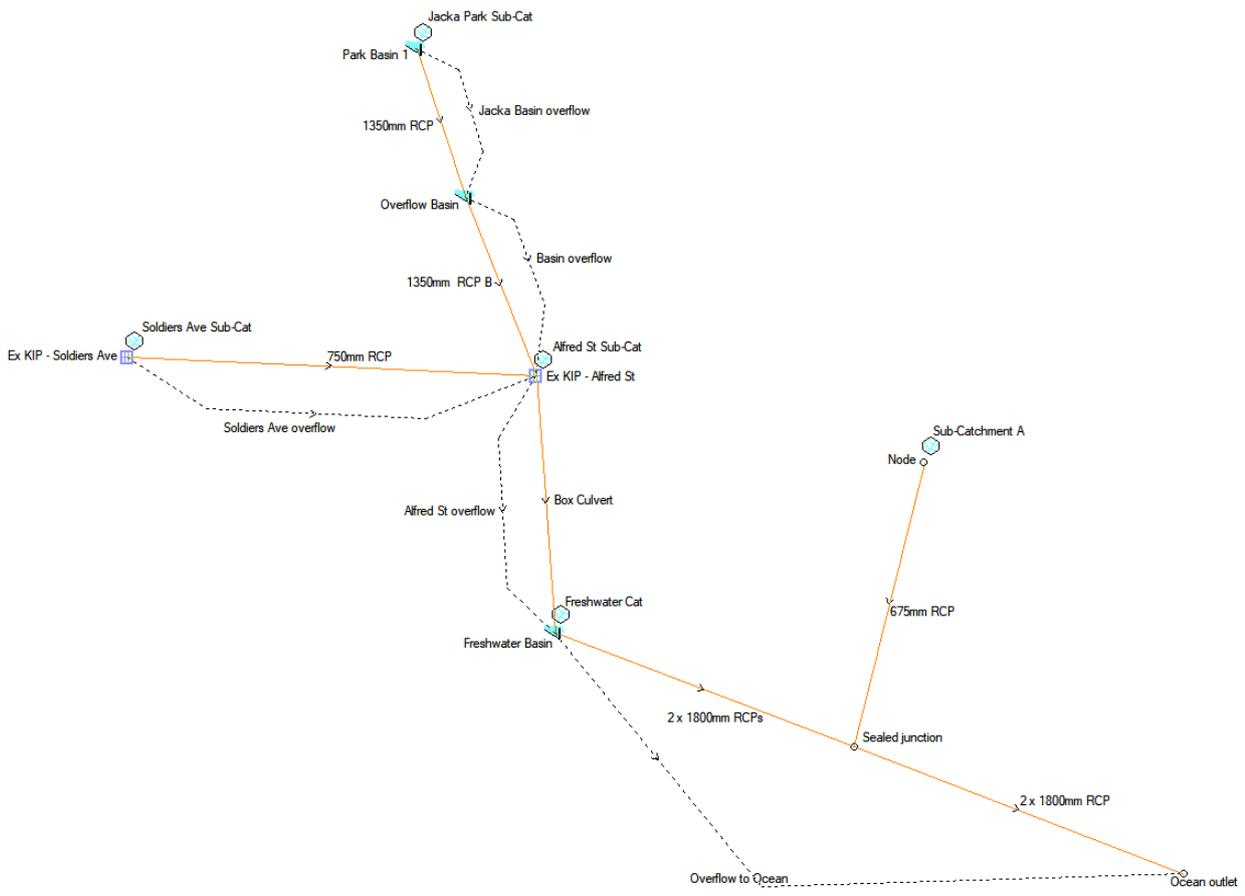 Jacka Park Sub-Cat
Park Basin 1
Jacka Basin overflow
1350mm RCP
Overflow Basin
Basin overflow
1350mm  RCP B
Soldiers Ave Sub-Cat
Ex KIP - Soldiers Ave
750mm RCP
Alfred St Sub-Cat
Ex KIP - Alfred St
Soldiers Ave overflow
Sub-Catchment A
Node
Box Culvert
Alfred St overflow
Freshwater Cat
675mm RCP
Freshwater Basin
2 x 1800mm RCPs
Sealed junction
2 x 1800mm RCP
Overflow to Ocean
Ocean outlet